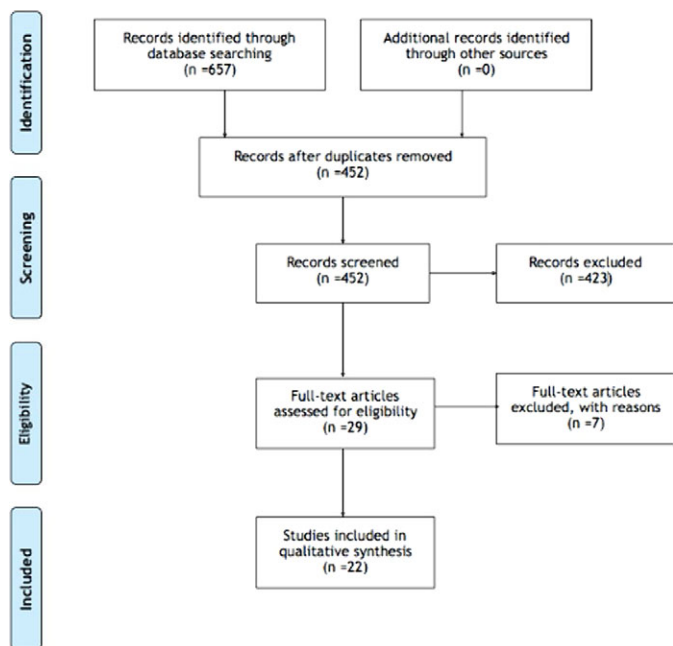 Identification
Records identified through
database searching
(n =657)
Additional records identified
through other sources
(n =0)
Records after duplicates removed
(n =452)
Screening
Records screened
(n =452)
Records excluded
(n =423)
Eligibility
Full-text articles
assessed for eligibility
(n =29)
Full-text articles
excluded, with reasons
(n =7)
Included
Studies included in
qualitative synthesis
(n =22)